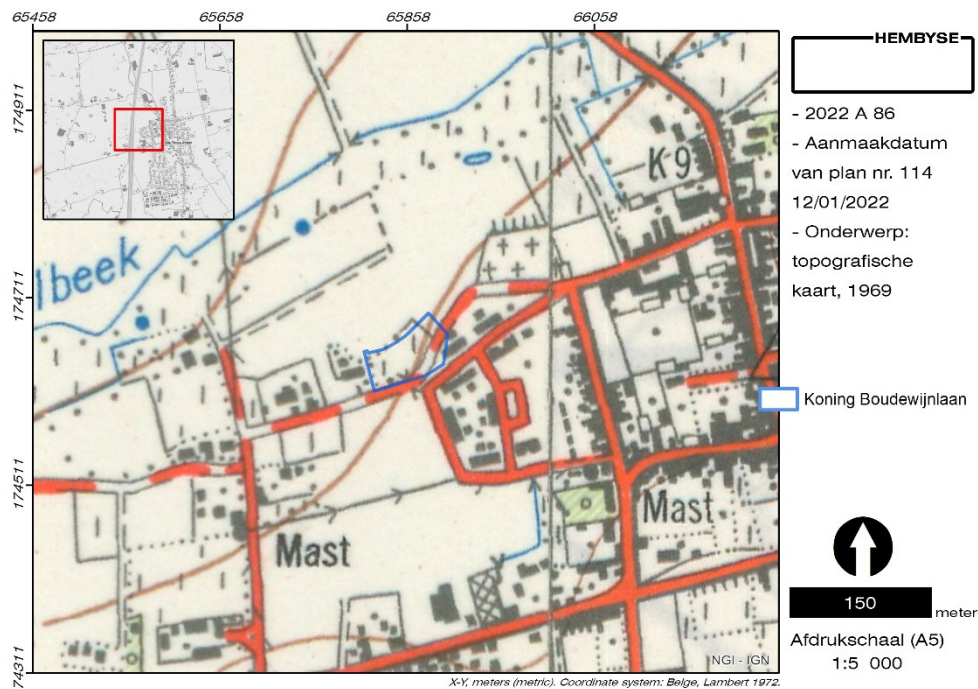 65458
65658
65858
66058
174911
174711
174511
74311
lbeek
K9
Mast
Mast
NGI - IGN
X-Y, meters (metric). Coordinate system: Belge, Lambert 1972.
HEMBYSE
- 2022 A 86
- Aanmaakdatum
van plan nr. 114
12/01/2022
- Onderwerp:
topografische
kaart, 1969
Koning Boudewijnlaan
150
meter
Afdrukschaal (A5)
1:5 000